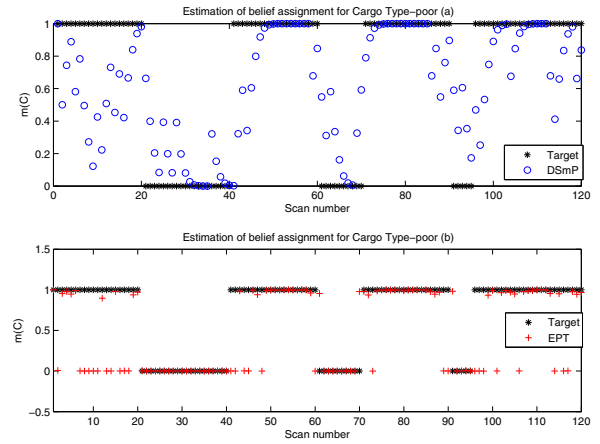 Estimation of belief assignment for Cargo Type−poor (a)
1
0.8
0.6
0.4
0.2
0
m(C)
Target
DSmP
0 20 40 60 80 100 120
Scan number
Estimation of belief assignment for Cargo Type−poor (b)
1.5
1
0.5
0
−0.5
m(C)
Target
EPT
10 20 30 40 50 60 70 80 90 100 110 120
Scan number